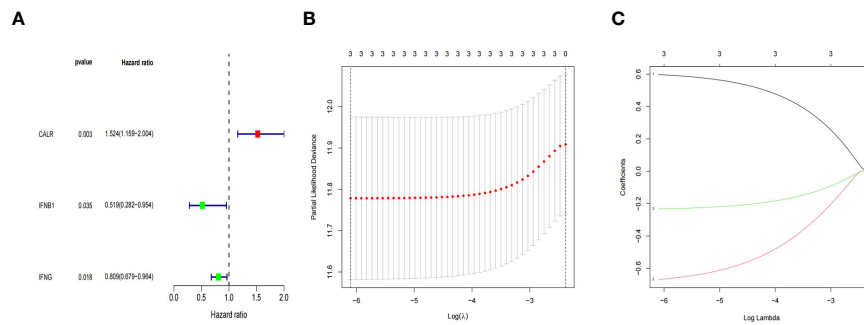 A
pvalue Hazard ratio
CALR 0.003 1.524(1.159−2.004)
IFNB1 0.035 0.519(0.282−0.954)
IFNG 0.018 0.809(0.679−0.964)
0.0 0.5 1.0 1.5 2.0
Hazard ratio
B
3 3 3 3 3 3 3 3 3 3 3 3 3 3 3 3 0
Partial Likelihood Deviance
12.0
11.9
11.8
11.7
11.6
−6 −5 −4 −3
Log(λ)
C
3 3 3 3
Coefficients
0.6
0.4
0.2
0.0
−0.2
−0.4
−0.6
1
3
2
−6 −5 −4 −3
Log Lambda